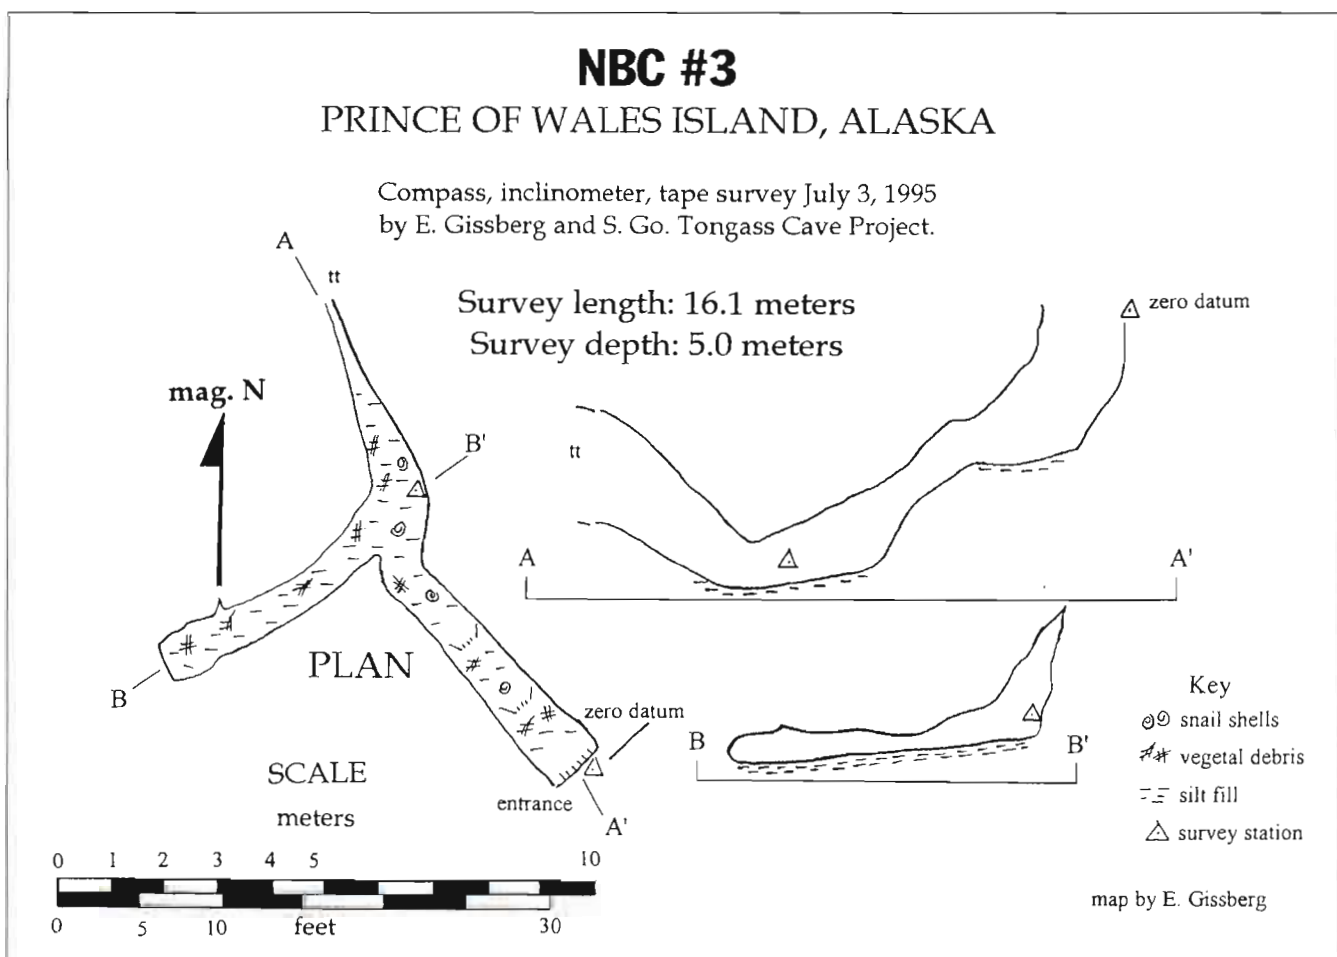 NBC #3
PRINCE OF WALES ISLAND, ALASKA
Compass, inclinometer, tape survey July 3, 1995
by E. Gissberg and S. Go. Tongass Cave Project.
Survey length: 16.1 meters
Survey depth: 5.0 meters
A
tt
mag. N
B'
B
PLAN
zero datum
entrance
A'
zero datum
tt
A
A'
B
B'
Key
snail shells
vegetal debris
silt fill
survey station
SCALE
meters
0 1 2 3 4 5 10
0 5 10 feet 30
map by E. Gissberg